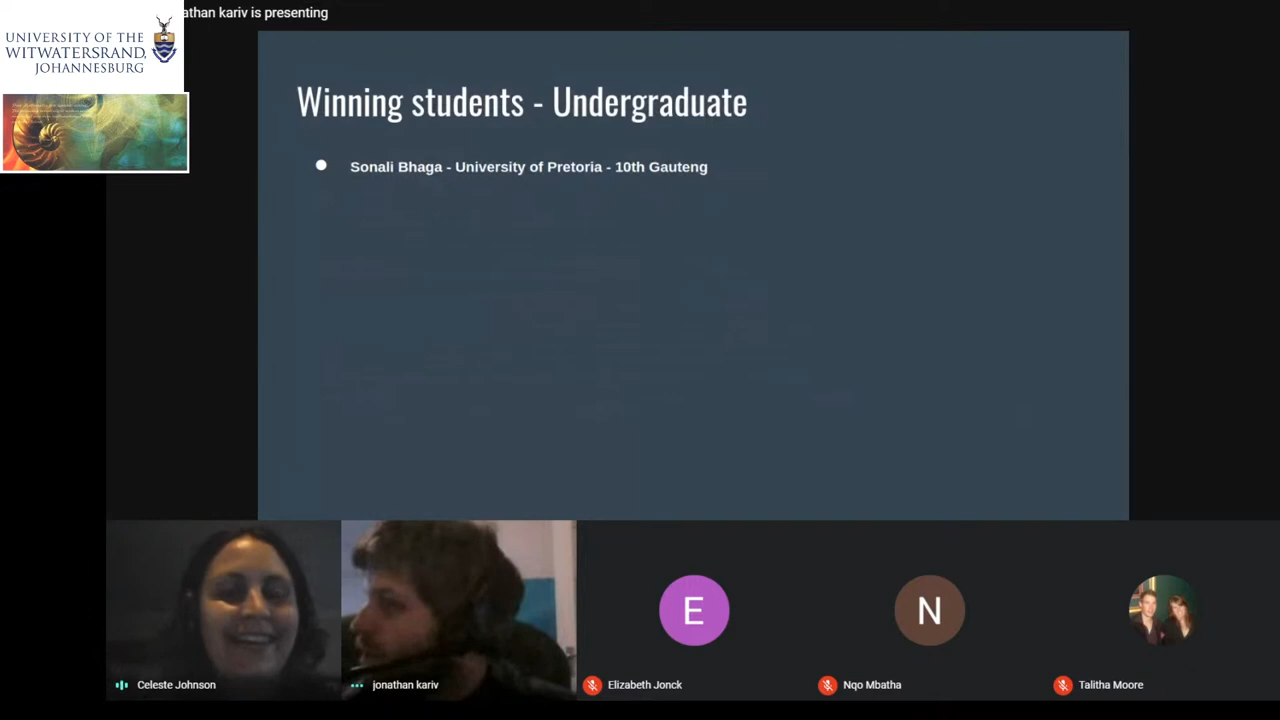 athan kariv is presenting
UNIVERSITY OF THE
WITWATERSRAND,
JOHANNESBURG
Winning students - Undergraduate
Sonali Bhaga - University of Pretoria - 10th Gauteng
E
N
Celeste Johnson
jonathan kariv
Elizabeth Jonck
Nqo Mbatha
Talitha Moore